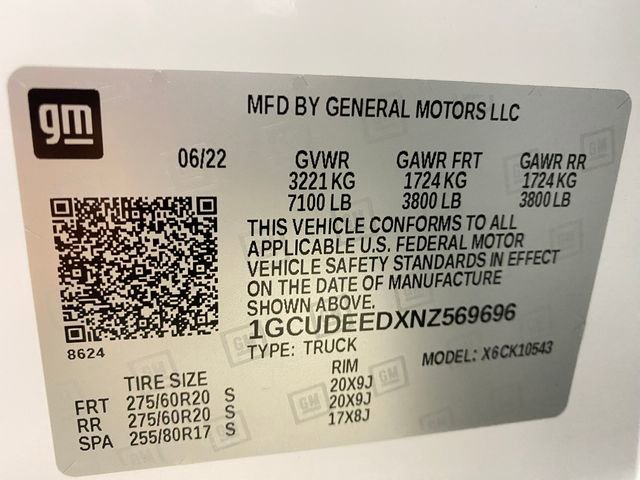 gm
MFD BY GENERAL MOTORS LLC
06/22 GVWR GAWR FRT GAWR RR
3221 KG 1724 KG 1724 KG
7100 LB 3800 LB 3800 LB
THIS VEHICLE CONFORMS TO ALL
APPLICABLE U.S. FEDERAL MOTOR
VEHICLE SAFETY STANDARDS IN EFFECT
ON THE DATE OF MANUFACTURE
SHOWN ABOVE.
8624
1GCUDEEDXNZ569696
TYPE: TRUCK MODEL: X6CK10543
TIRE SIZE RIM
FRT 275/60R20 S 20X9J
RR 275/60R20 S 20X9J
SPA 255/80R17 S 17X8J